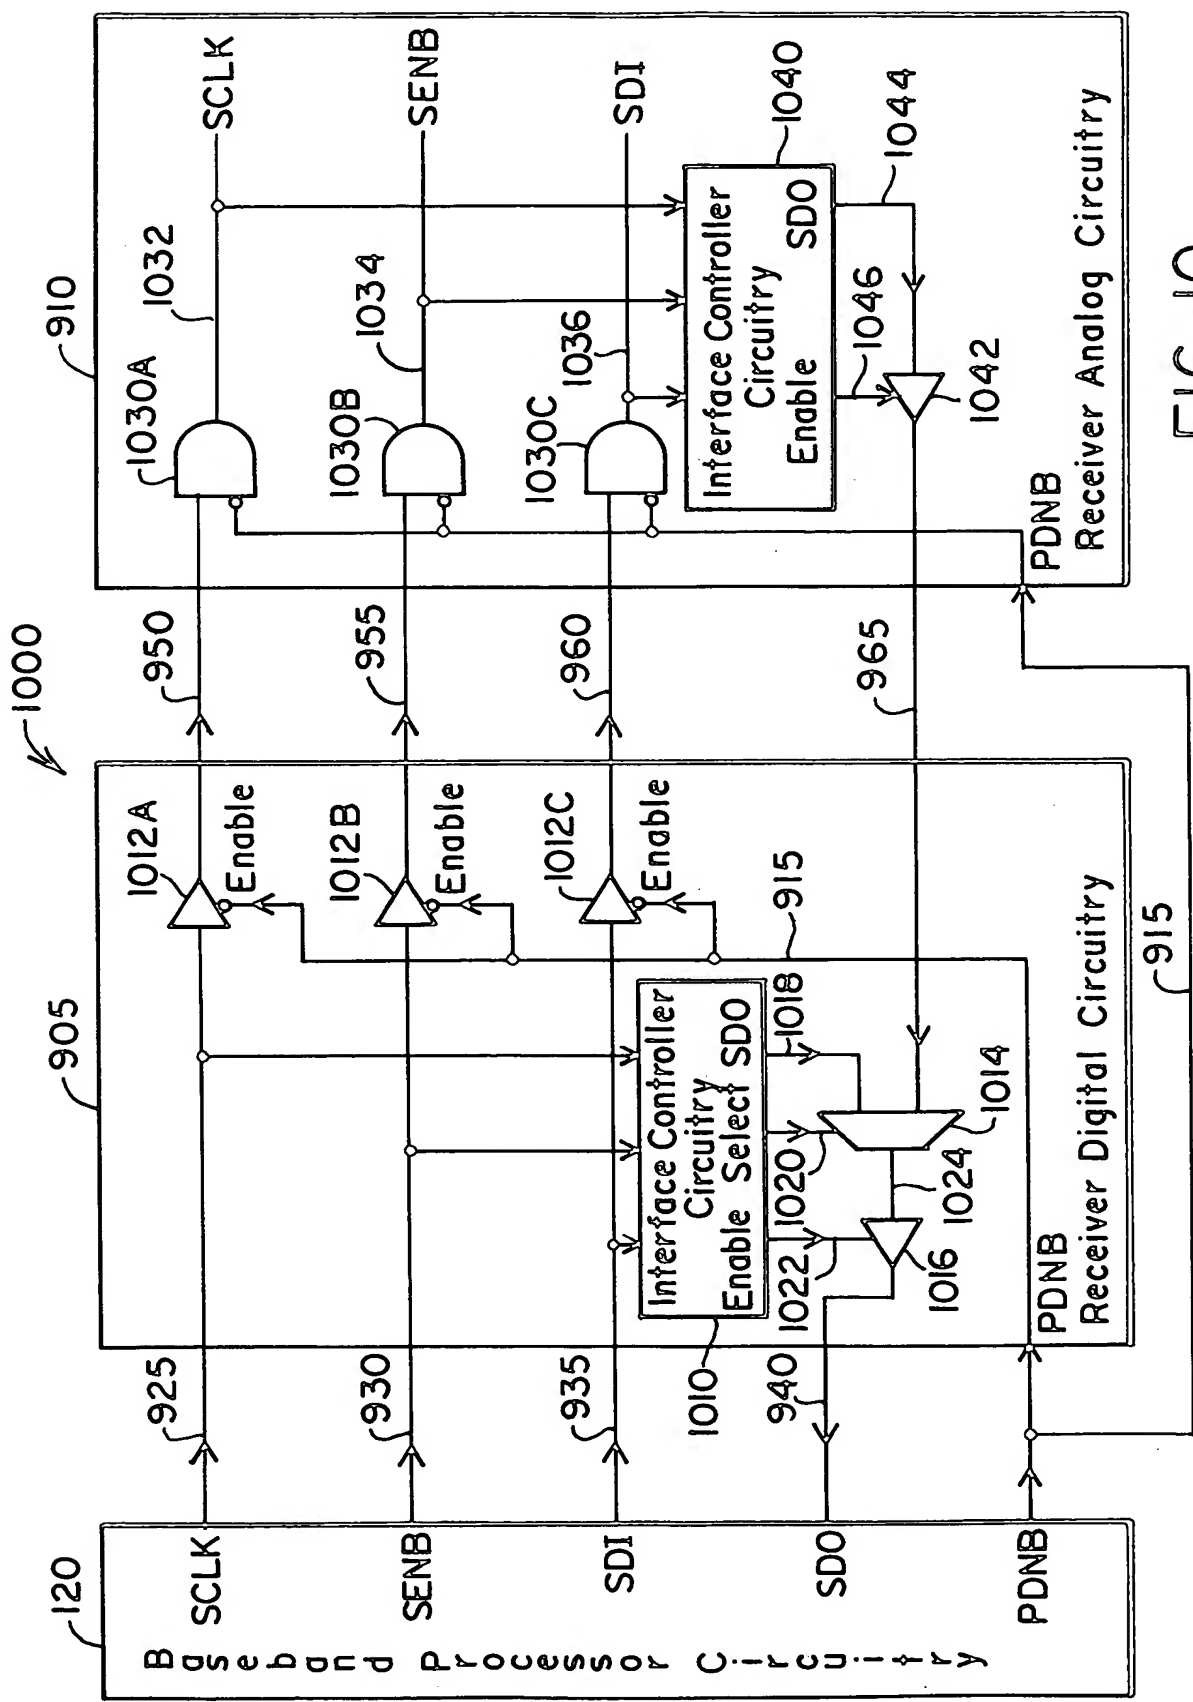 1000
120
Baseband Processor Circuitry
SCLK
SENB
SDI
SDO
PDNB
925
930
935
940
905
1012A
Enable
1012B
Enable
1012C
Enable
915
Interface Controller
Circuitry
Enable Select SDO
1010
1018
1020
1022
1014
1024
1016
PDNB
Receiver Digital Circuitry
915
950
955
960
965
910
1030A
1032
SCLK
1030B
1034
SENB
1030C
1036
SDI
Interface Controller
Circuitry
Enable SDO
1040
1044
1046
1042
PDNB
Receiver Analog Circuitry